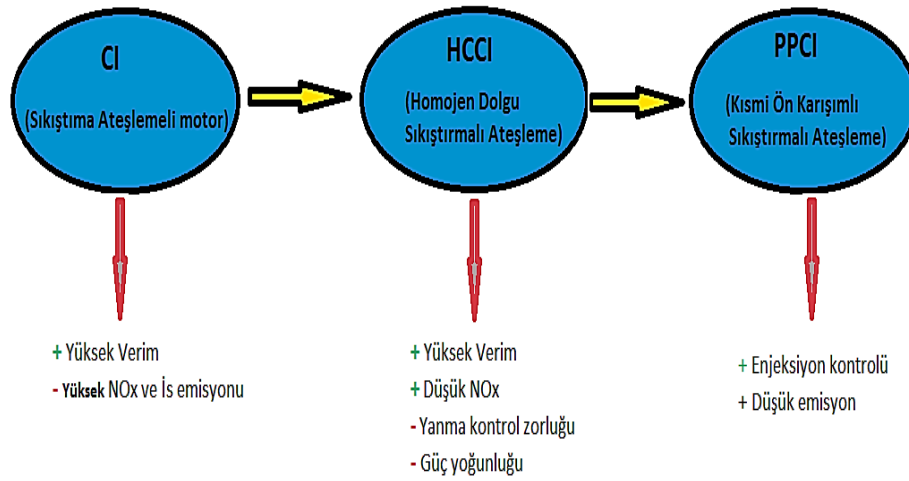 CI
(Sıkıştıma Ateşlemeli motor)
HCCI
(Homojen Dolgu
Sıkıştırmalı Ateşleme)
PPCI
(Kısmi Ön Karışımlı
Sıkıştırmalı Ateşleme)
+ Yüksek Verim
- Yüksek NOx ve İs emisyonu
+ Yüksek Verim
+ Düşük NOx
- Yanma kontrol zorluğu
- Güç yoğunluğu
+ Enjeksiyon kontrolü
+ Düşük emisyon